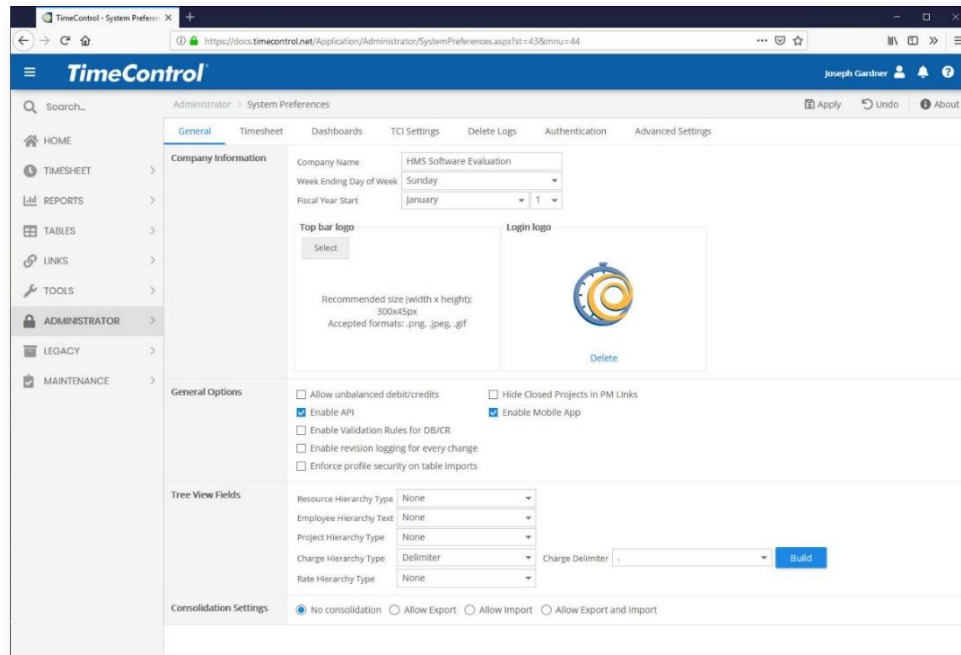 TimeControl - System Preferen
https://docs.timecontrol.net/Application/Administrator/SystemPreferences.aspx?st=43&mnu=44
TimeControl
Joseph Gardner
Search...
Administrator > System Preferences
Apply Undo About
HOME
TIMESHEET
REPORTS
TABLES
LINKS
TOOLS
ADMINISTRATOR
LEGACY
MAINTENANCE
General Timesheet Dashboards TCI Settings Delete Logs Authentication Advanced Settings
Company Information
Company Name HMS Software Evaluation
Week Ending Day of Week Sunday
Fiscal Year Start January 1
Top bar logo
Select
Recommended size (width x height):
300x45px
Accepted formats: .png, .jpeg, .gif
Login logo
Delete
General Options
Allow unbalanced debit/credits Hide Closed Projects in PM Links
Enable API Enable Mobile App
Enable Validation Rules for DB/CR
Enable revision logging for every change
Enforce profile security on table imports
Tree View Fields
Resource Hierarchy Type None
Employee Hierarchy Text None
Project Hierarchy Type None
Charge Hierarchy Type Delimiter Charge Delimiter . Build
Rate Hierarchy Type None
Consolidation Settings
No consolidation Allow Export Allow Import Allow Export and Import